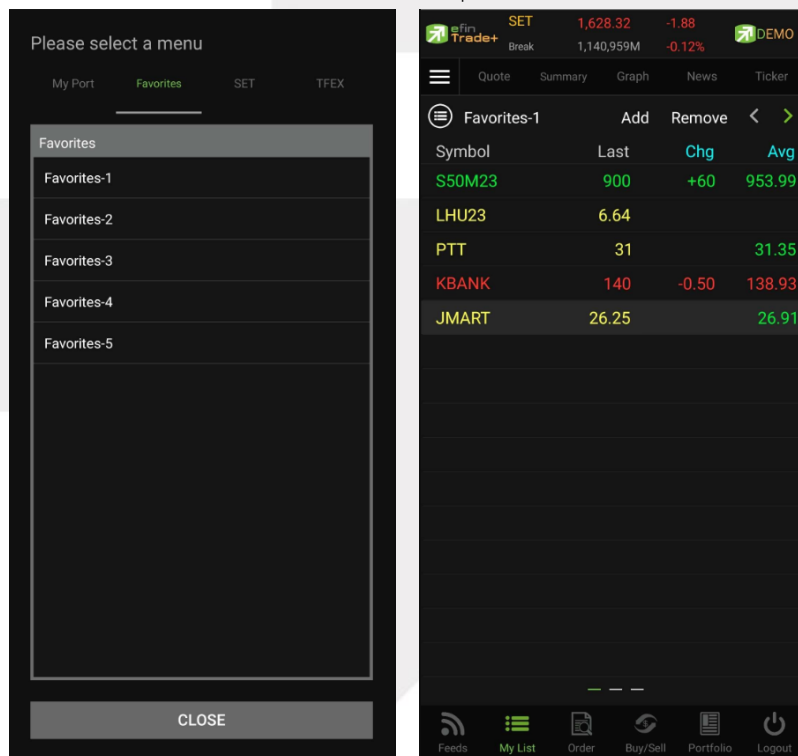 Please select a menu
My Port Favorites SET TFEX
Favorites
Favorites-1
Favorites-2
Favorites-3
Favorites-4
Favorites-5
CLOSE
efin Trade+ SET 1,628.32 -1.88 DEMO
Break 1,140,959M -0.12%
Quote Summary Graph News Ticker
Favorites-1 Add Remove < >
Symbol Last Chg Avg
S50M23 900 +60 953.99
LHU23 6.64
PTT 31 31.35
KBANK 140 -0.50 138.93
JMART 26.25 26.91
Feeds My List Order Buy/Sell Portfolio Logout